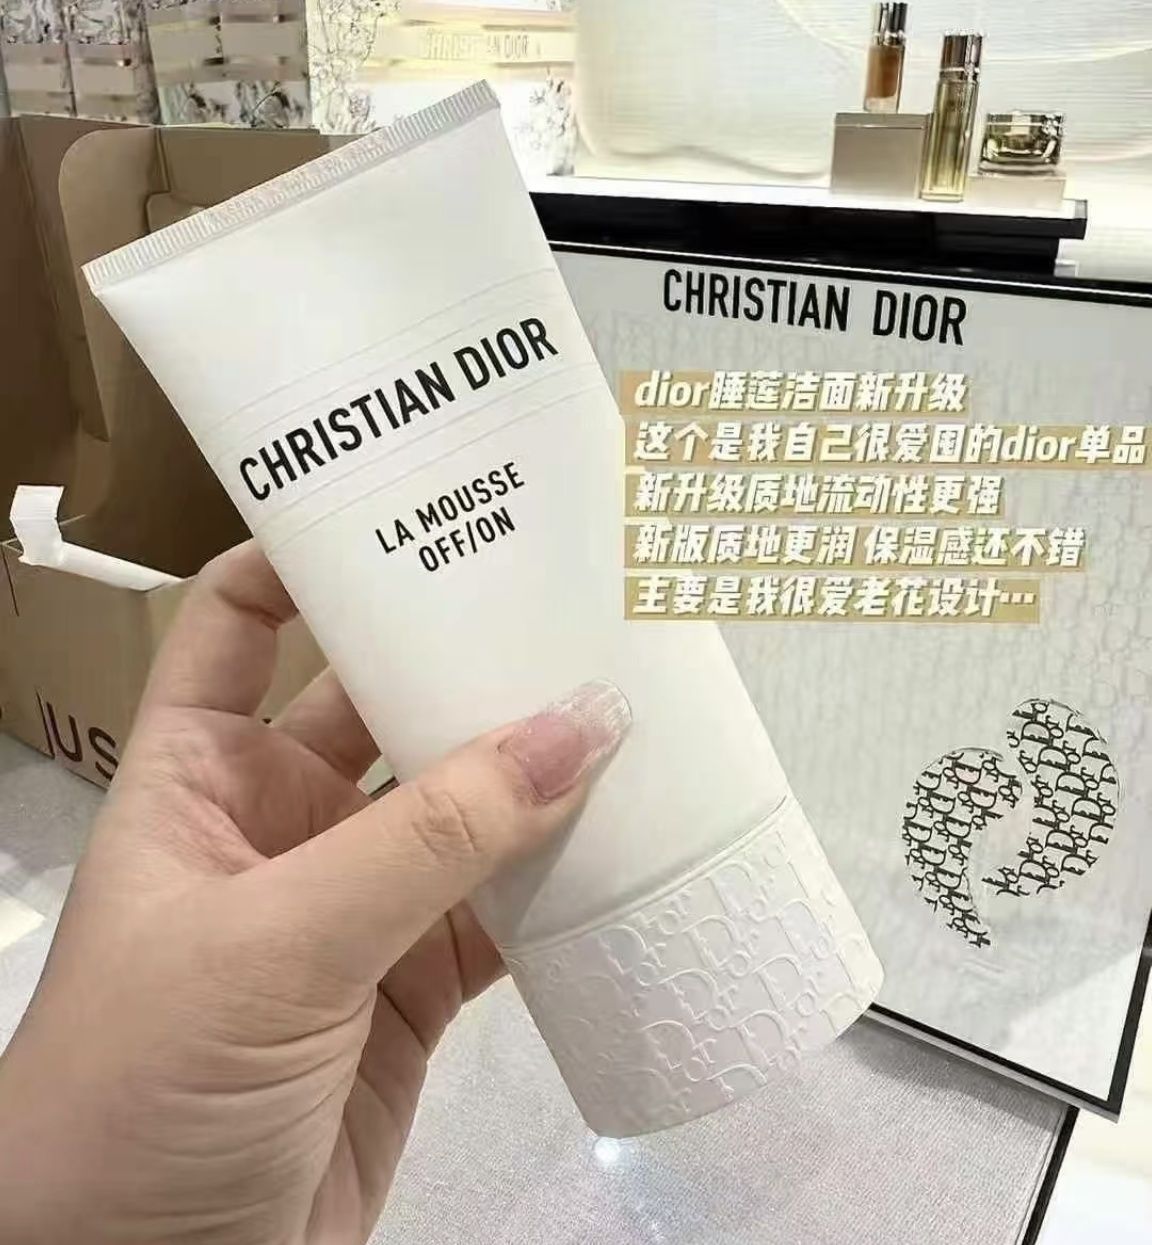 CHRISTIAN DIOR
CHRISTIAN DIOR
LA MOUSSE
OFF/ON
CHRISTIAN DIOR
dior睡莲洁面新升级
这个是我自己很爱囤的dior单品
新升级质地流动性更强
新版质地更润 保湿感还不错
主要是我很爱老花设计…
US